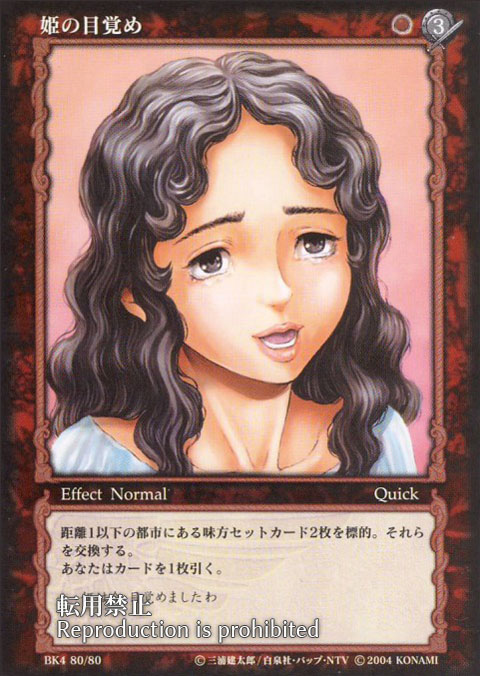 姫の目覚め
3
Effect Normal
Quick
距離1以下の都市にある味方セットカード2枚を標的。それら
を交換する。
あなたはカードを1枚引く。
覚めましたわ
転用禁止
Reproduction is prohibited
BK4 80/80
©三浦建太郎/白泉社・バップ・NTV ©2004 KONAMI